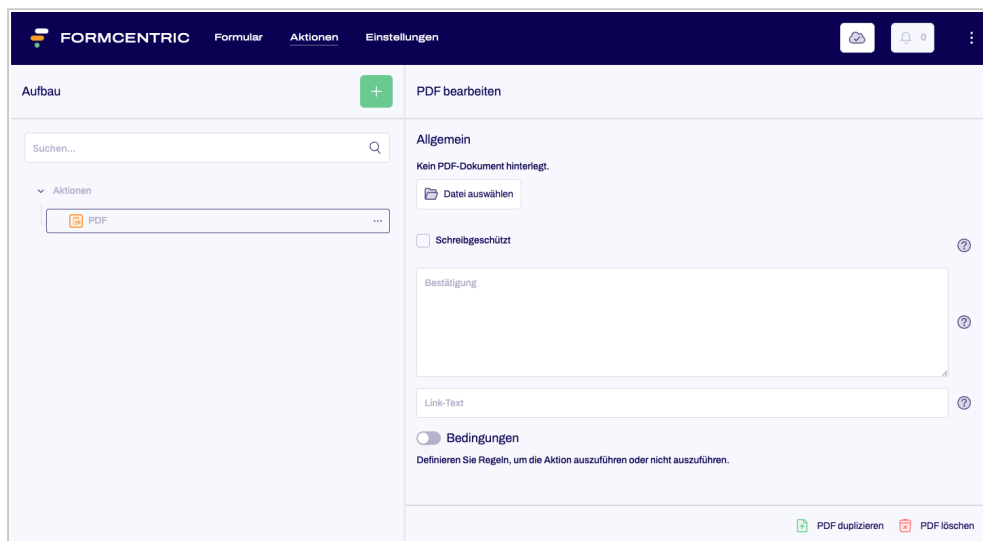 FORMCENTRIC Formular Aktionen Einstellungen 0
Aufbau
PDF bearbeiten
Suchen...
Aktionen
PDF
Allgemein
Kein PDF-Dokument hinterlegt.
Datei auswählen
Schreibgeschützt
Bestätigung
Link-Text
Bedingungen
Definieren Sie Regeln, um die Aktion auszuführen oder nicht auszuführen.
PDF duplizieren PDF löschen